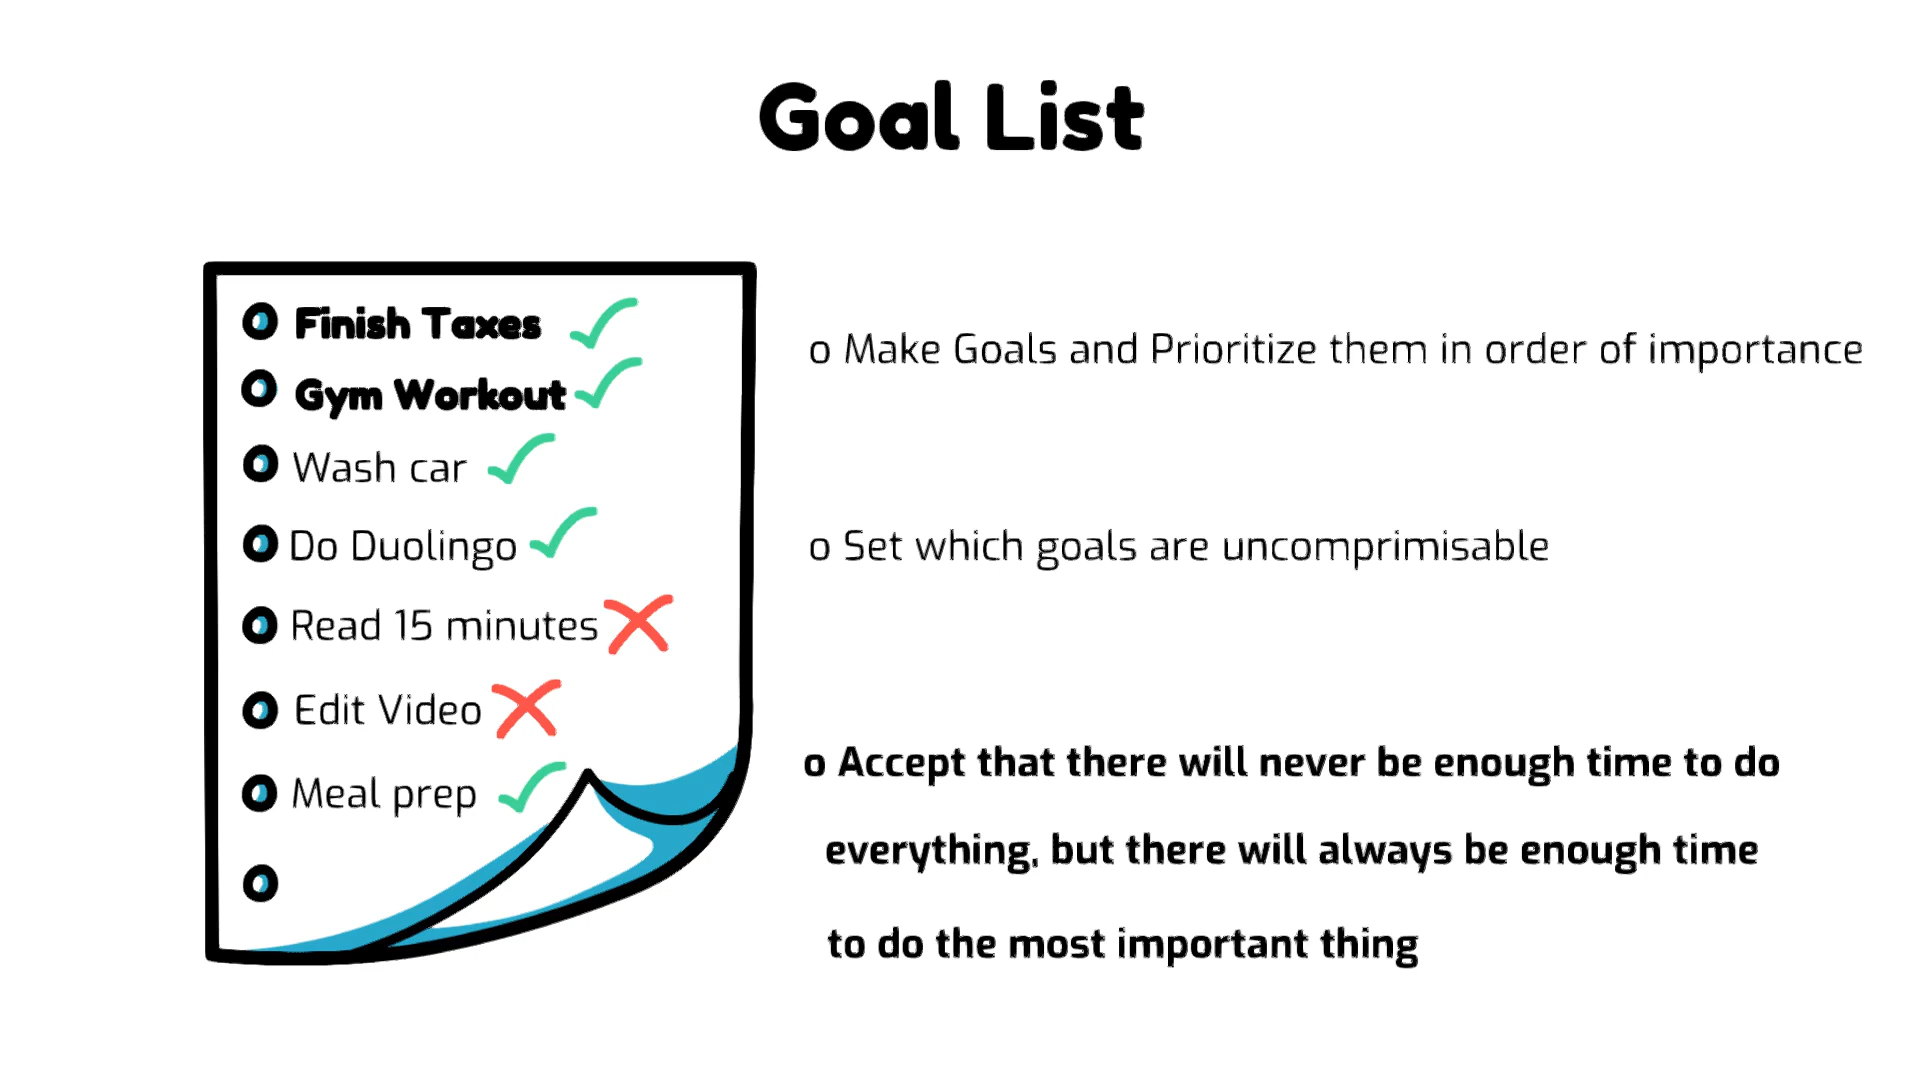 Goal List
Finish Taxes
Gym Workout
Wash car
Do Duolingo
Read 15 minutes
Edit Video
Meal prep
o Make Goals and Prioritize them in order of importance
o Set which goals are uncomprimisable
o Accept that there will never be enough time to do
everything, but there will always be enough time
to do the most important thing